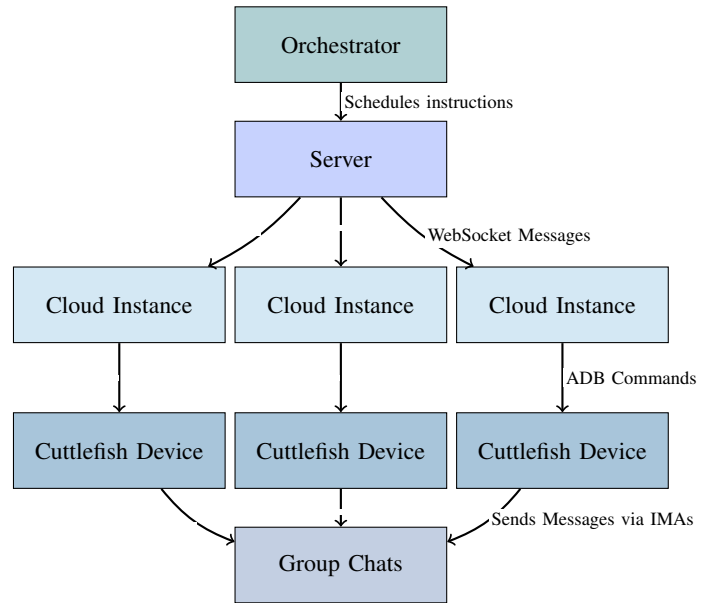 Orchestrator
Schedules instructions
Server
WebSocket Messages
Cloud Instance
Cloud Instance
Cloud Instance
ADB Commands
Cuttlefish Device
Cuttlefish Device
Cuttlefish Device
Sends Messages via IMAs
Group Chats